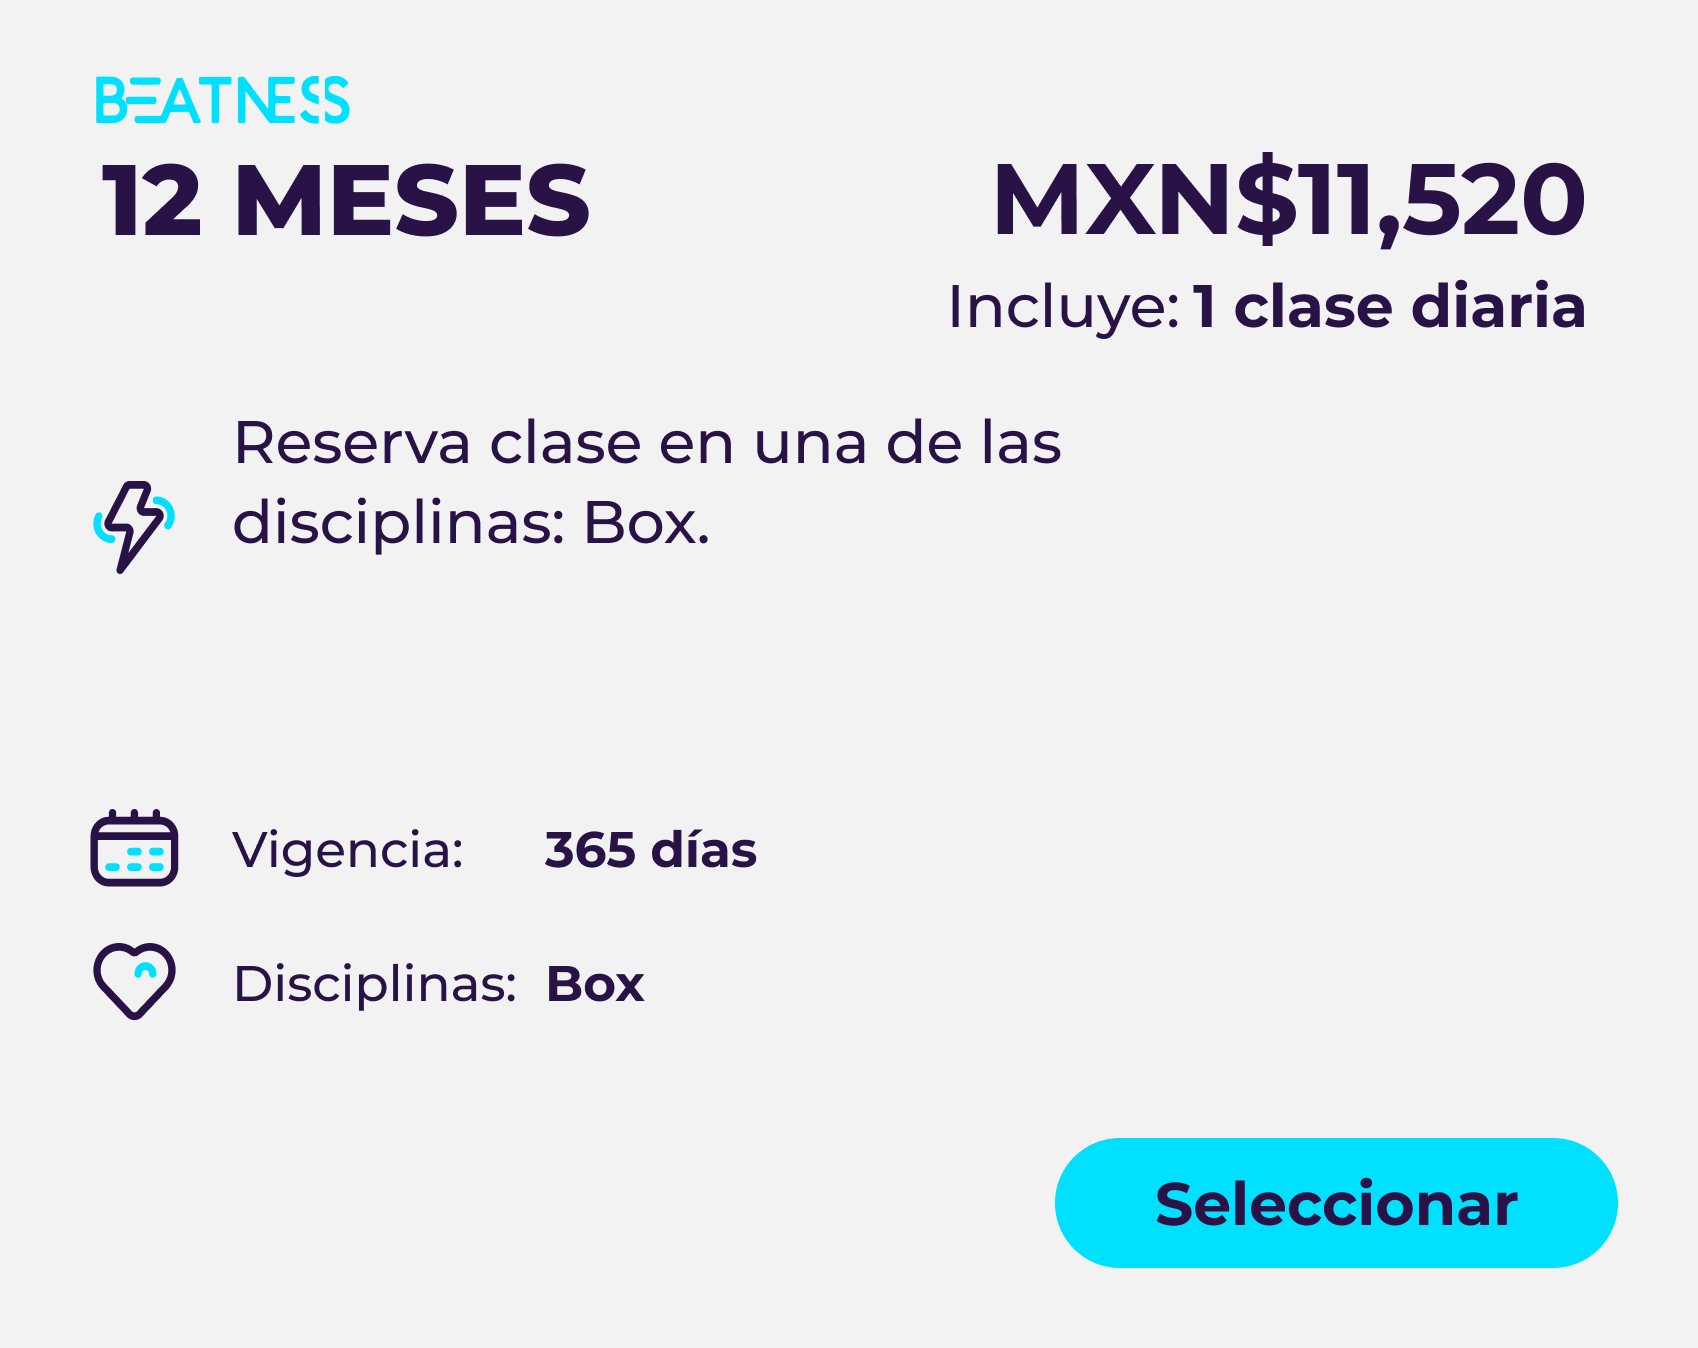 BEATNESS
12 MESES
MXN$11,520
Incluye: 1 clase diaria
Reserva clase en una de las
disciplinas: Box.
Vigencia: 365 días
Disciplinas: Box
Seleccionar